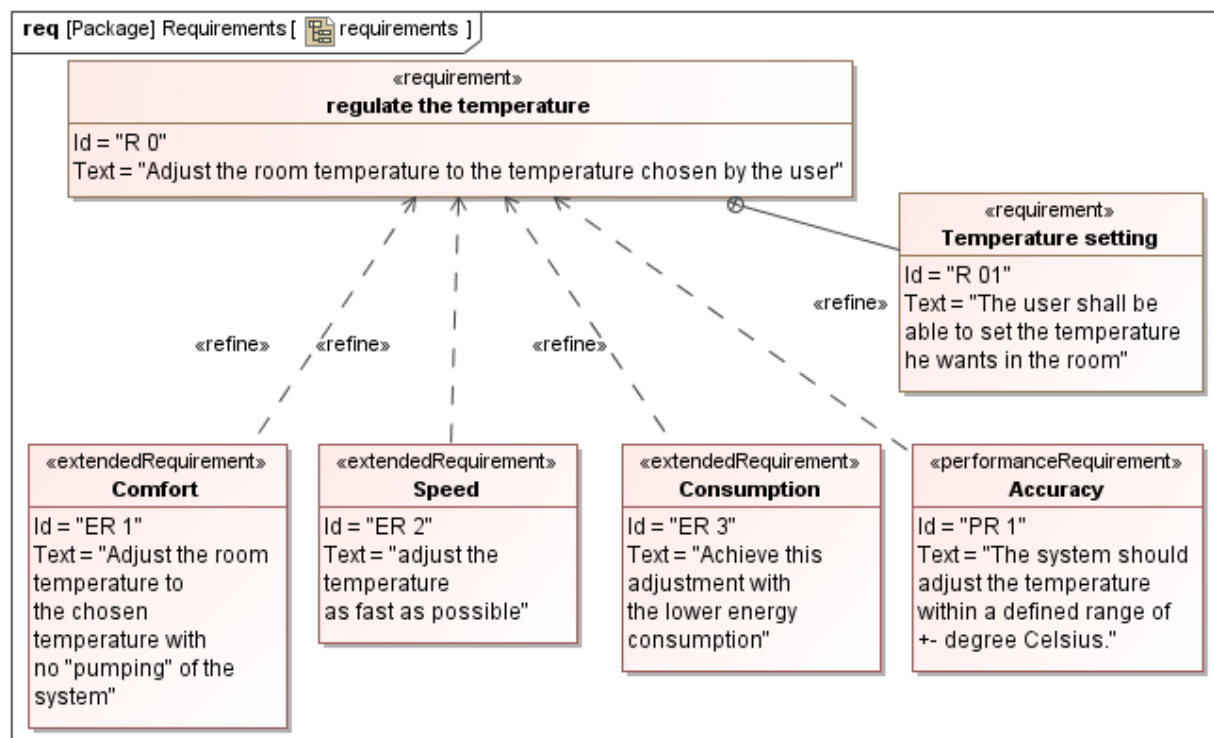 req [Package] Requirements [ requirements ]
«requirement»
regulate the temperature
Id = "R 0"
Text = "Adjust the room temperature to the temperature chosen by the user"
«requirement»
Temperature setting
Id = "R 01"
Text = "The user shall be
able to set the temperature
he wants in the room"
«refine»
«refine»
«refine»
«refine»
«extendedRequirement»
Comfort
Id = "ER 1"
Text = "Adjust the room
temperature to
the chosen
temperature with
no "pumping" of the
system"
«extendedRequirement»
Speed
Id = "ER 2"
Text = "adjust the
temperature
as fast as possible"
«extendedRequirement»
Consumption
Id = "ER 3"
Text = "Achieve this
adjustment with
the lower energy
consumption"
«performanceRequirement»
Accuracy
Id = "PR 1"
Text = "The system should
adjust the temperature
within a defined range of
+- degree Celsius."